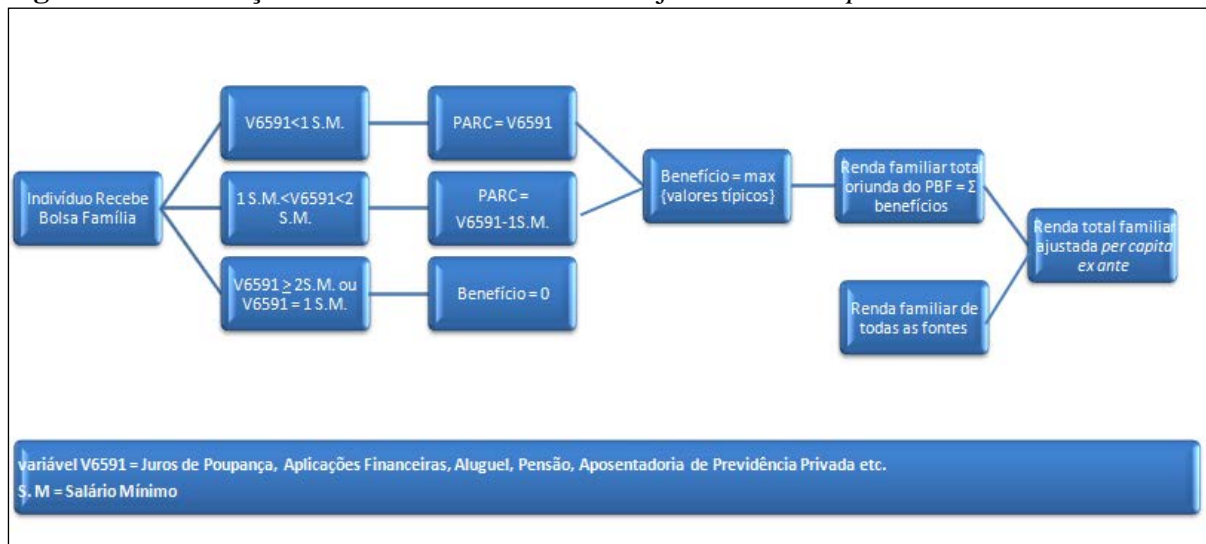 V6591<1 S.M.
PARC = V6591
Indivíduo Recebe
Bolsa Família
1 S.M.<V6591<2
S.M.
PARC =
V6591-1S.M.
Benefício = max
{valores típicos}
Renda familiar total
oriunda do PBF = Σ
benefícios
Renda total familiar
ajustada per capita
ex ante
V6591 ≥ 2S.M. ou
V6591 = 1 S.M.
Benefício = 0
Renda familiar de
todas as fontes
variável V6591 = Juros de Poupança, Aplicações Financeiras, Aluguel, Pensão, Aposentadoria de Previdência Privada etc.
S. M = Salário Mínimo